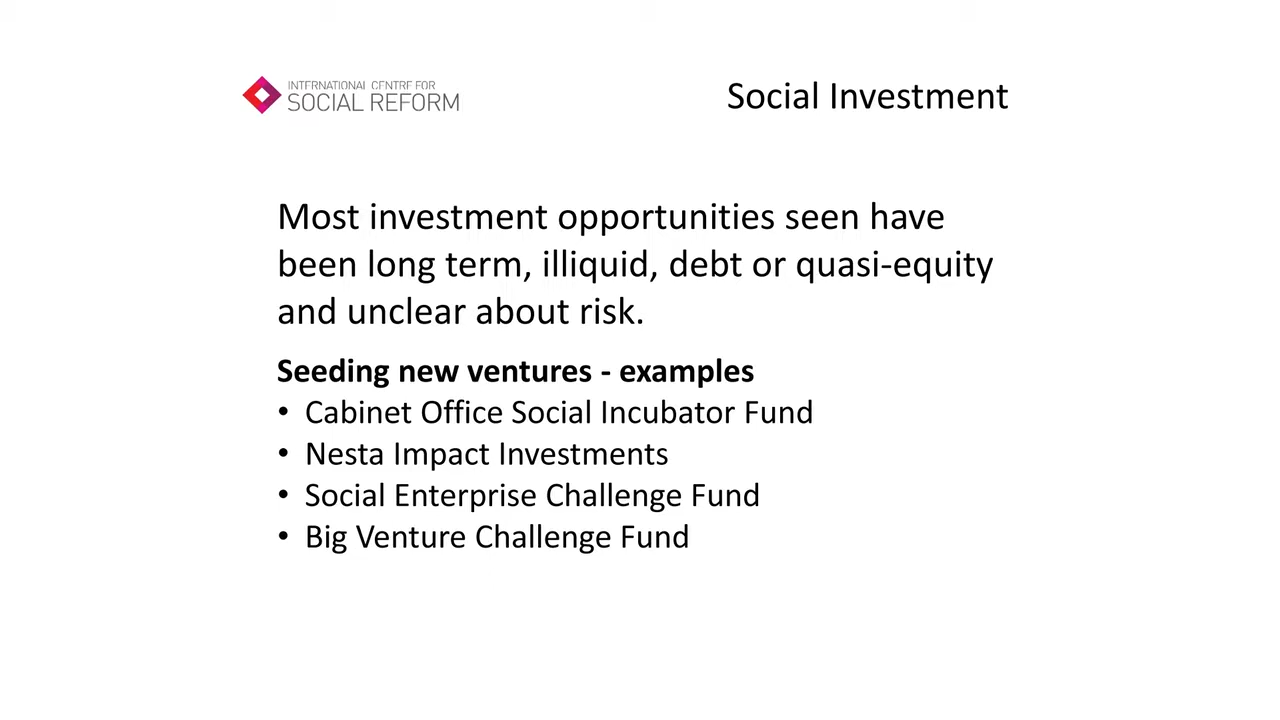 INTERNATIONAL CENTRE FOR
SOCIAL REFORM
Social Investment
Most investment opportunities seen have
been long term, illiquid, debt or quasi-equity
and unclear about risk.
Seeding new ventures - examples
• Cabinet Office Social Incubator Fund
• Nesta Impact Investments
• Social Enterprise Challenge Fund
• Big Venture Challenge Fund